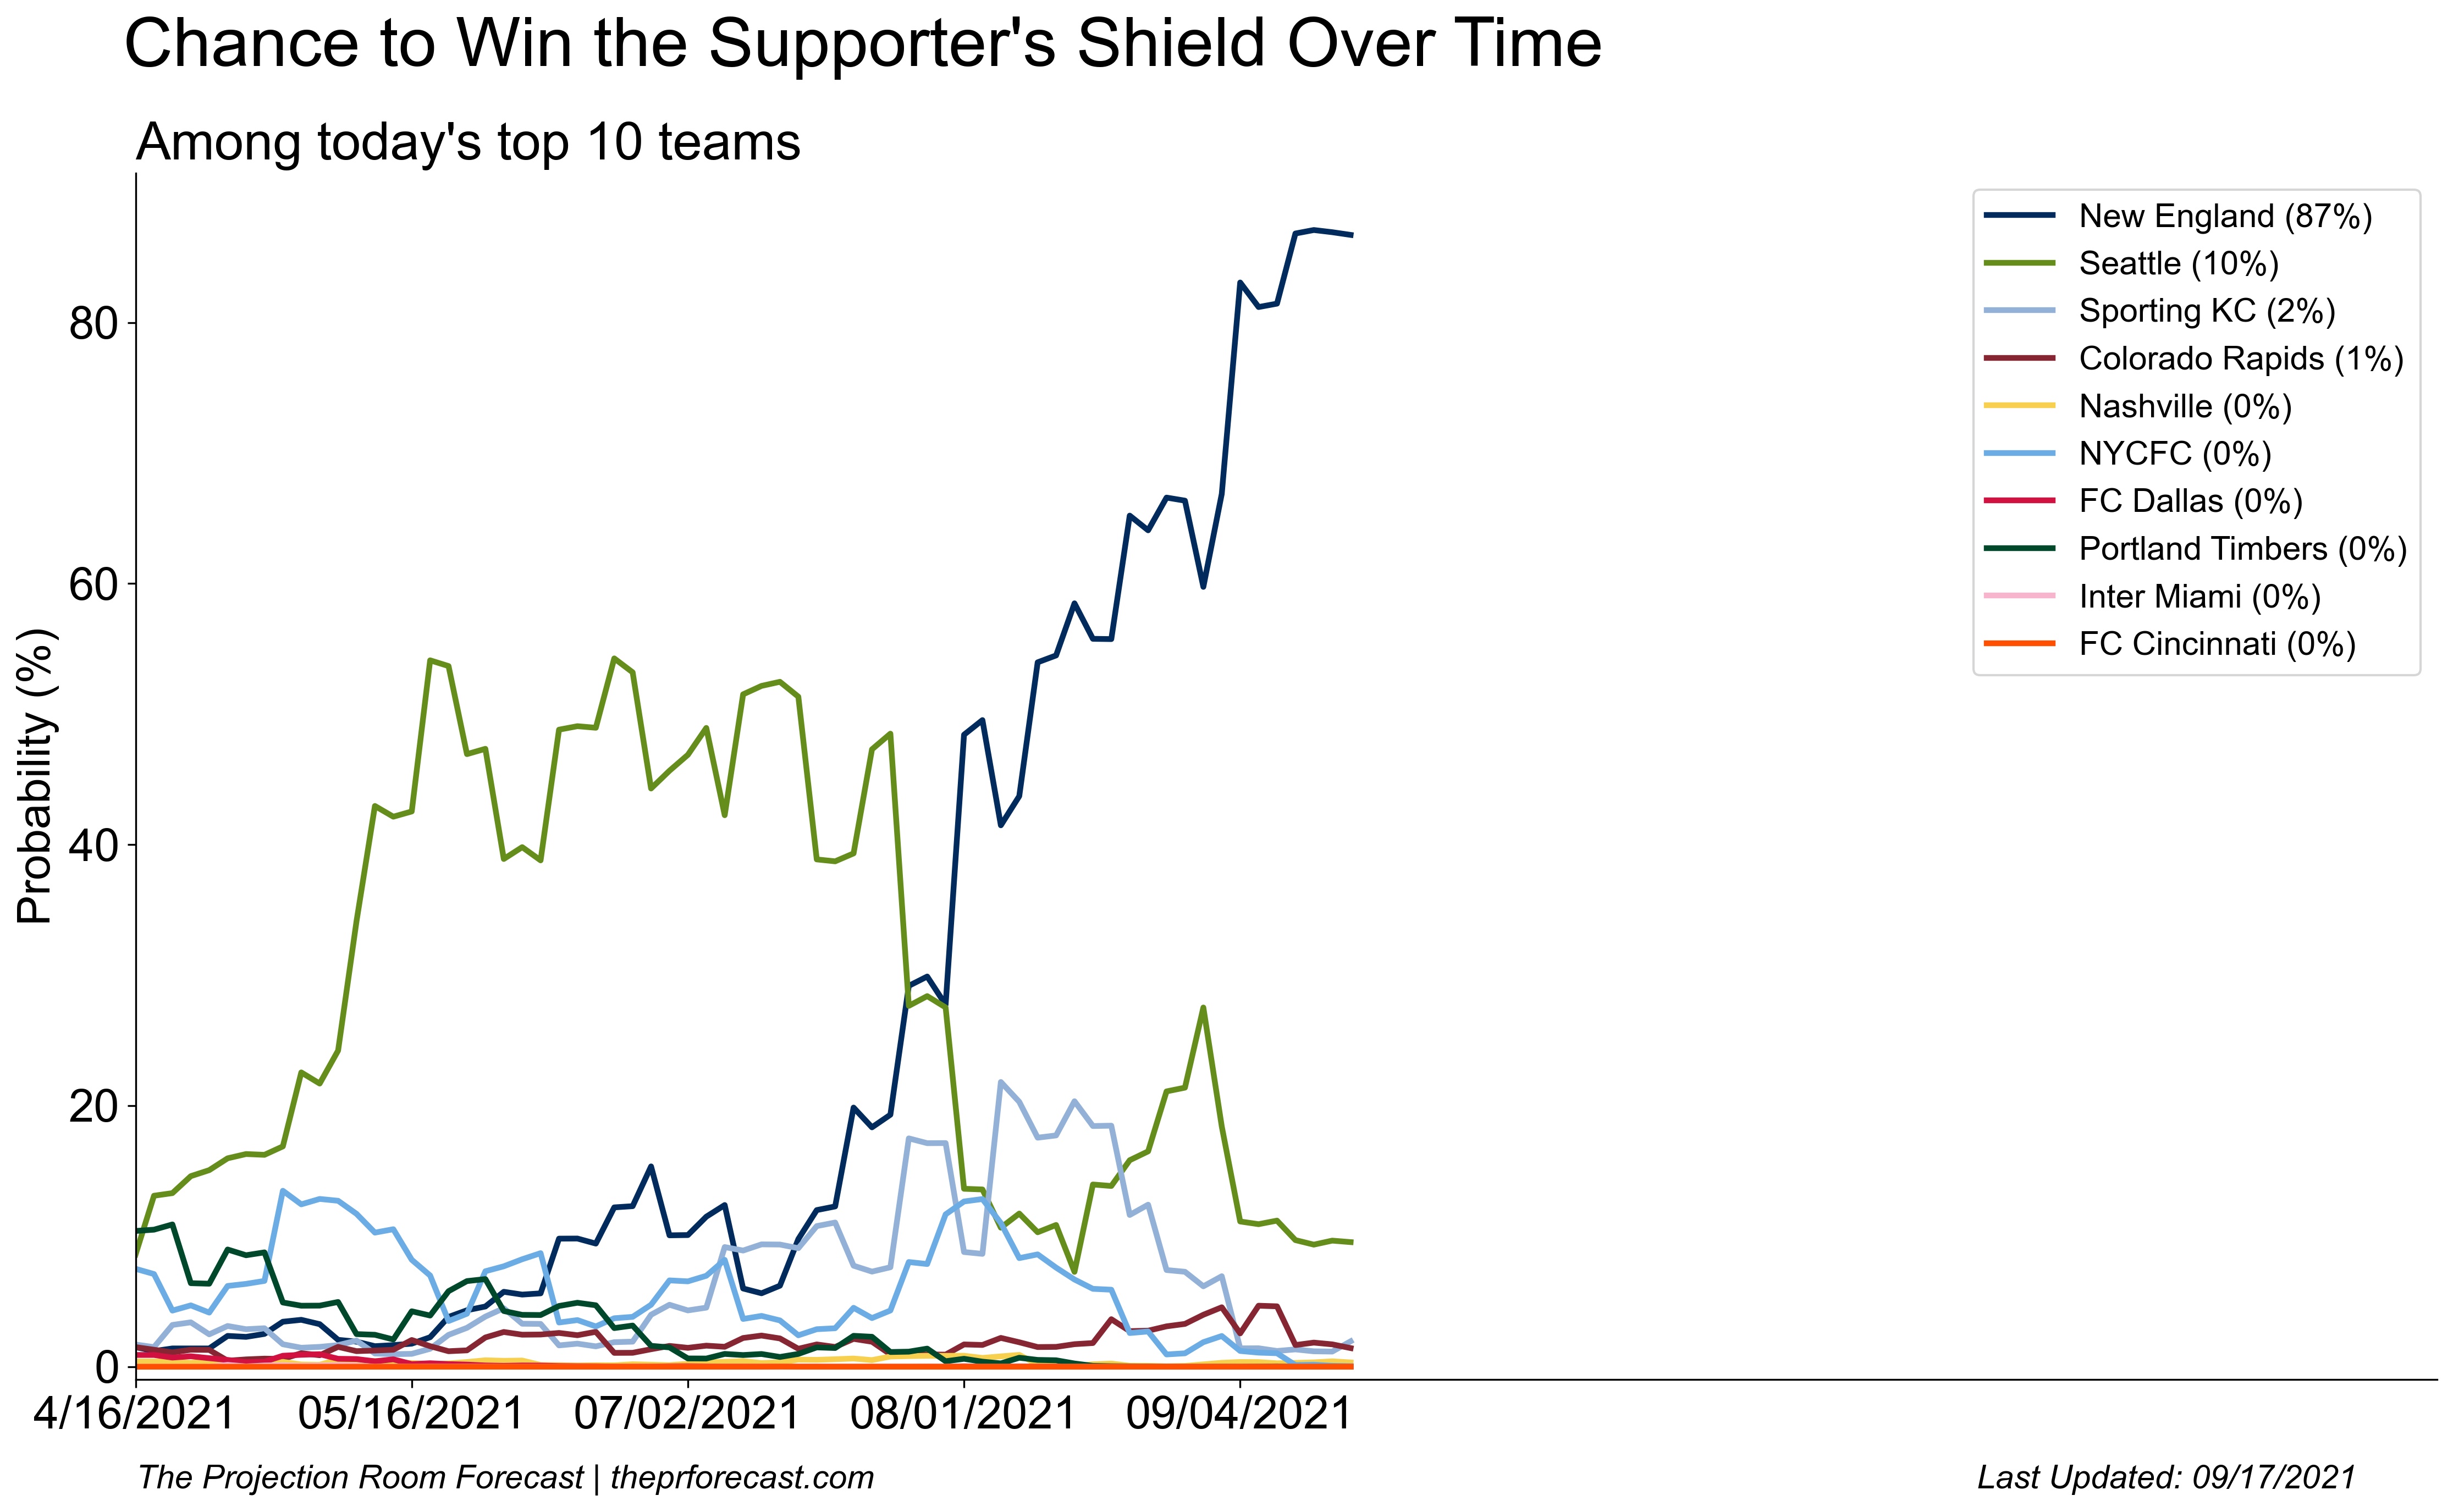 Chance to Win the Supporter's Shield Over Time
Among today's top 10 teams
New England (87%)
Seattle (10%)
Sporting KC (2%)
Colorado Rapids (1%)
Nashville (0%)
NYCFC (0%)
FC Dallas (0%)
Portland Timbers (0%)
Inter Miami (0%)
FC Cincinnati (0%)
Probability (%)
80
60
40
20
0
4/16/2021 05/16/2021 07/02/2021 08/01/2021 09/04/2021
The Projection Room Forecast | theprforecast.com
Last Updated: 09/17/2021